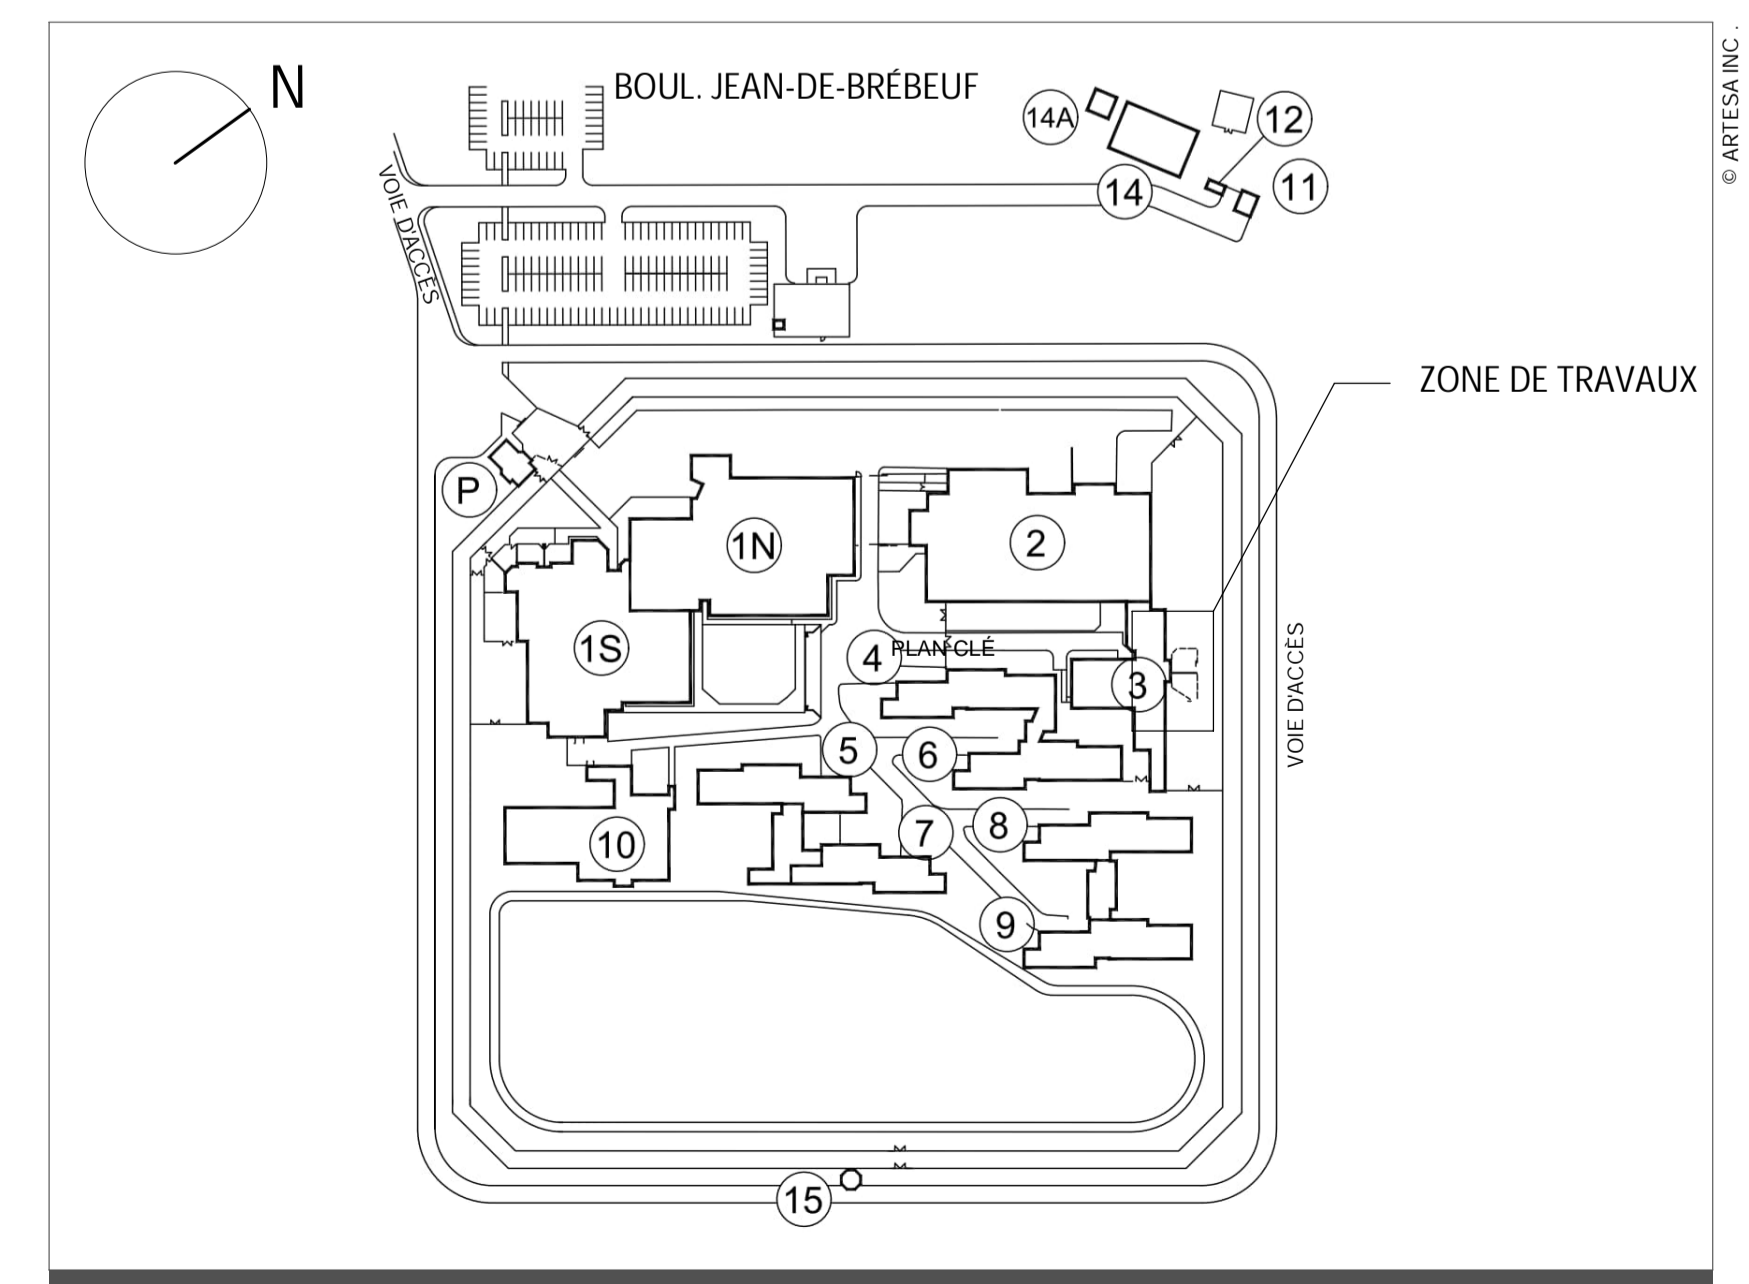 © ARTESA INC .
N
BOUL. JEAN-DE-BRÉBEUF
14A
12
14
11
VOIE D'ACCÈS
ZONE DE TRAVAUX
P
1N
2
1S
4
PLAN CLÉ
3
VOIE D'ACCÈS
5
6
10
7
8
9
15